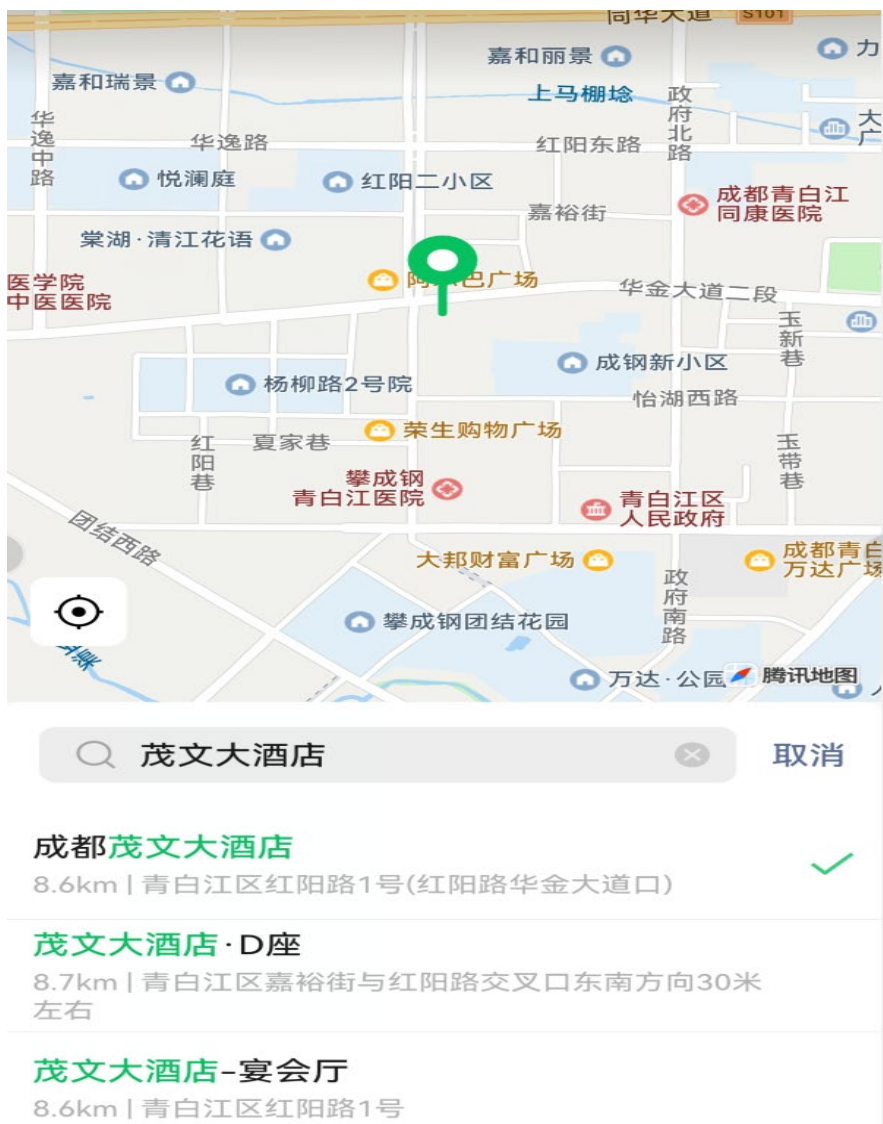 同华大道
S101
嘉和丽景
力
嘉和瑞景
上马棚埝
政府北路
华逸中路
大
广
华逸路
红阳东路
悦澜庭
红阳二小区
成都青白江
同康医院
嘉裕街
棠湖·清江花语
医学院
中医医院
巴广场
华金大道二段
玉新巷
成钢新小区
杨柳路2号院
怡湖西路
荣生购物广场
红阳巷
夏家巷
玉带巷
攀成钢
青白江医院
青白江区
人民政府
团结西路
大邦财富广场
成都青白
万达广场
政府南路
攀成钢团结花园
万达·公园
腾讯地图
茂文大酒店
取消
成都茂文大酒店
8.6km | 青白江区红阳路1号(红阳路华金大道口)
茂文大酒店·D座
8.7km | 青白江区嘉裕街与红阳路交叉口东南方向30米
左右
茂文大酒店-宴会厅
8.6km | 青白江区红阳路1号